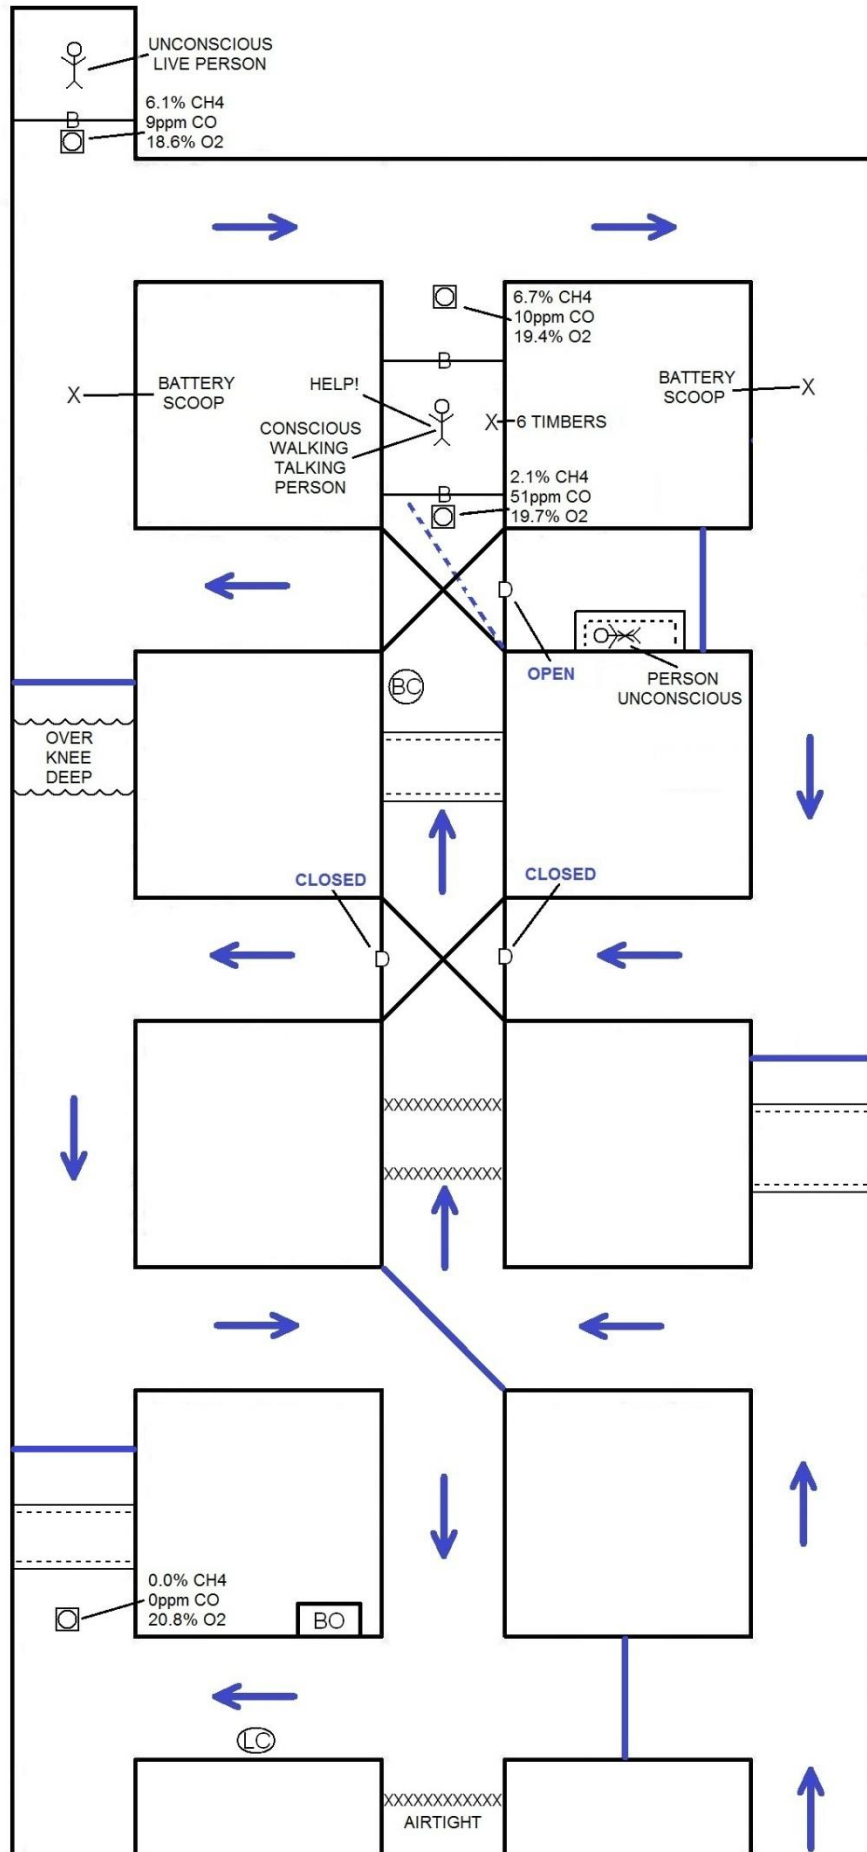 UNCONSCIOUS
LIVE PERSON
6.1% CH4
9ppm CO
18.6% O2
B
6.7% CH4
10ppm CO
19.4% O2
B
X
BATTERY
SCOOP
HELP!
CONSCIOUS
WALKING
TALKING
PERSON
X
6 TIMBERS
BATTERY
SCOOP
X
2.1% CH4
51ppm CO
19.7% O2
B
D
OPEN
PERSON
UNCONSCIOUS
BC
OVER
KNEE
DEEP
CLOSED
CLOSED
D
D
XXXXXXXXXXXX
XXXXXXXXXXXX
0.0% CH4
0ppm CO
20.8% O2
BO
LC
XXXXXXXXXXXX
AIRTIGHT